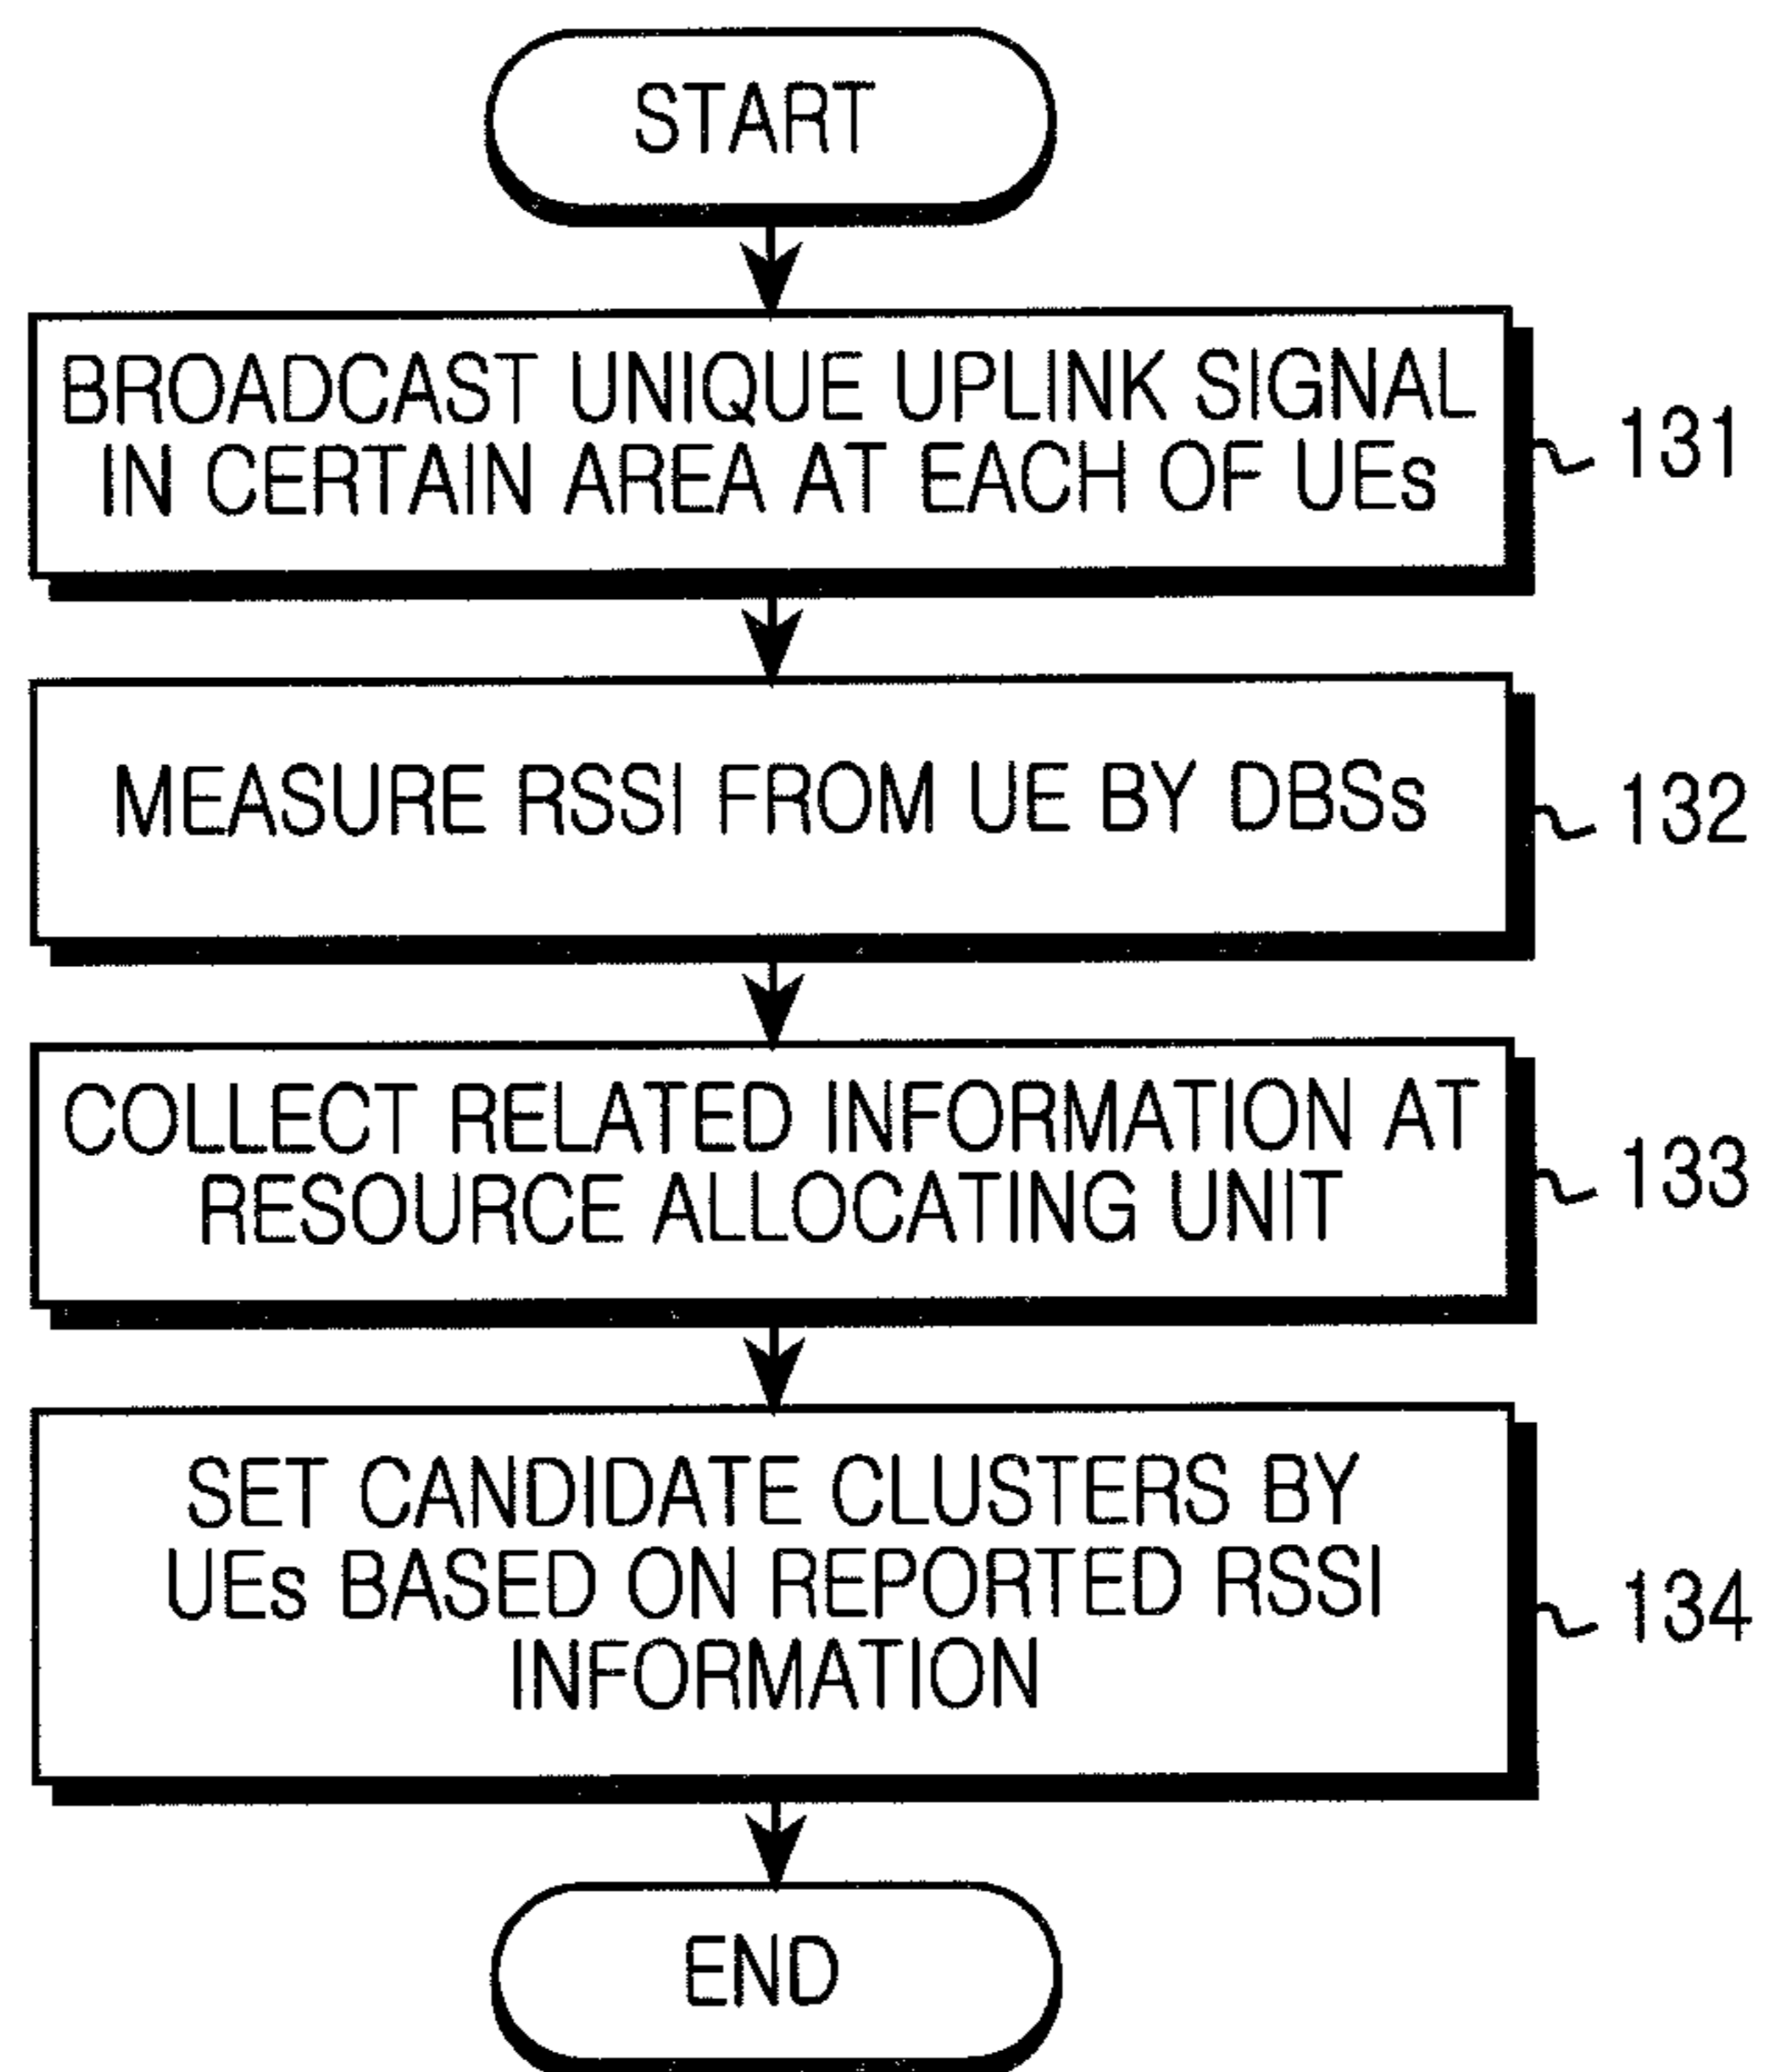 START
BROADCAST UNIQUE UPLINK SIGNAL
IN CERTAIN AREA AT EACH OF UEs
131
MEASURE RSSI FROM UE BY DBSs
132
COLLECT RELATED INFORMATION AT
RESOURCE ALLOCATING UNIT
133
SET CANDIDATE CLUSTERS BY
UEs BASED ON REPORTED RSSI
INFORMATION
134
END